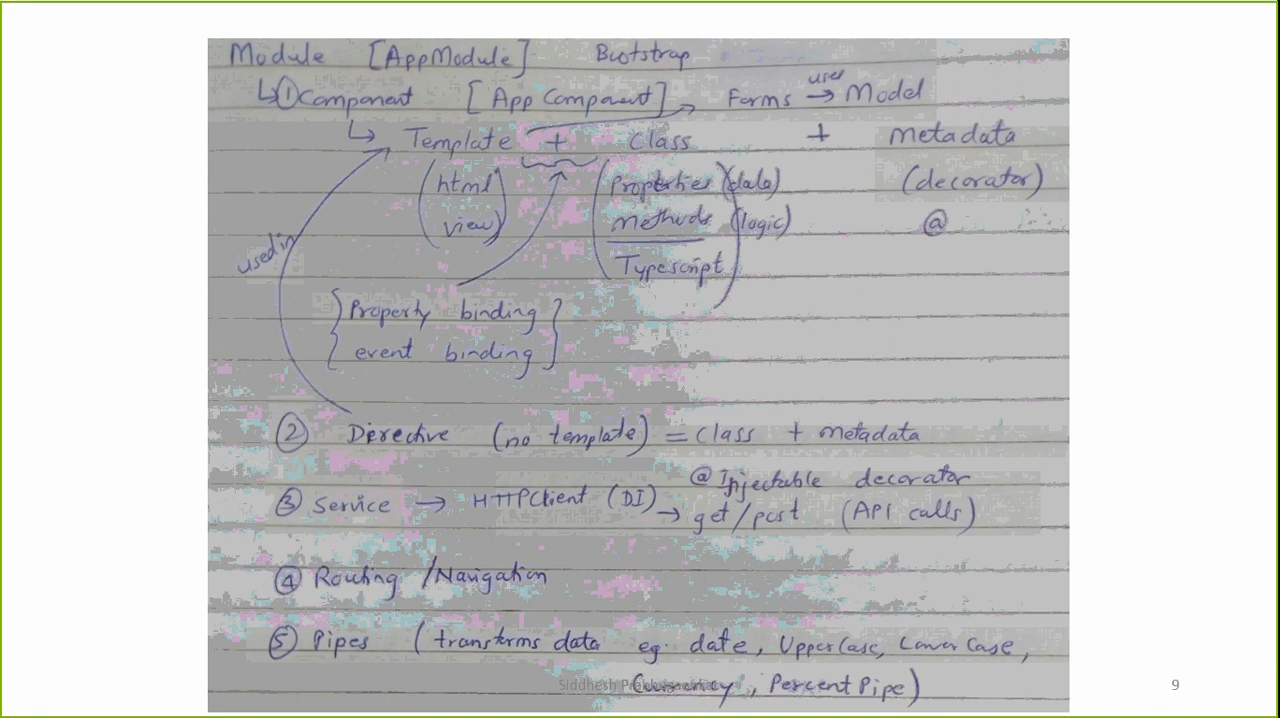 Module [AppModule] Bootstrap
↳ ① Component [App Component] → Forms uses → Model
↳ Template + Class + metadata
(html (Properties (data) (decorator)
view) methods (logic) @
Typescript)
used in
{ Property binding
event binding }
② Directive (no template) = Class + metadata
@Injectable decorator
③ Service → HTTPClient (DI) → get/post (API calls)
④ Routing /Navigation
⑤ Pipes (transforms data eg. date, UpperCase, LowerCase,
Currency, Percent Pipe)
Siddhesh
9